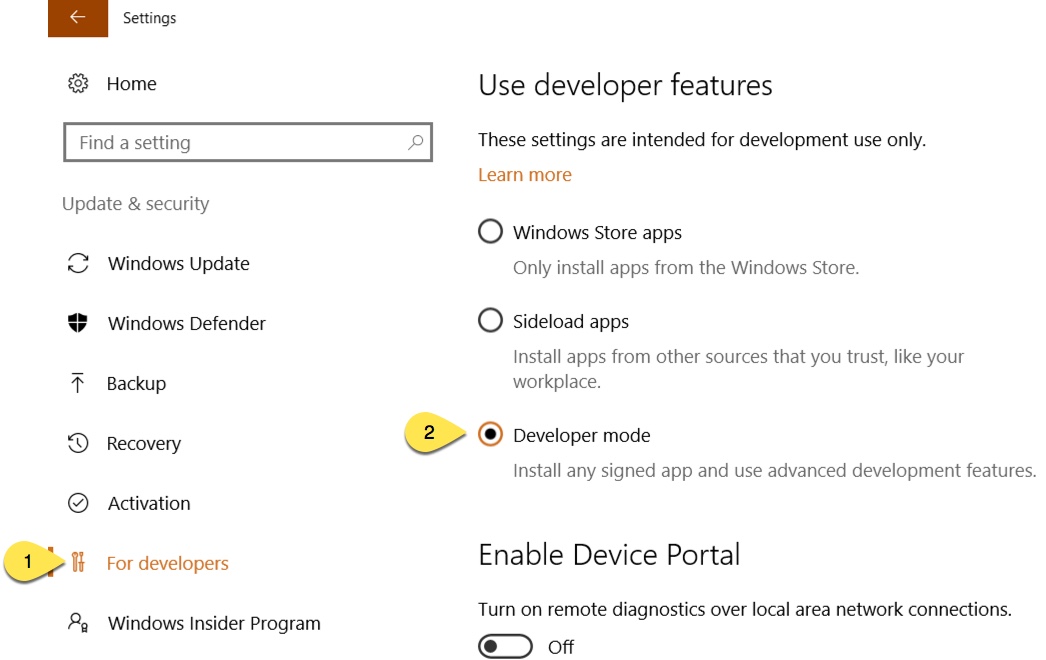 Settings
Home
Find a setting
Update & security
Windows Update
Windows Defender
Backup
Recovery
Activation
1
For developers
Windows Insider Program
Use developer features
These settings are intended for development use only.
Learn more
Windows Store apps
Only install apps from the Windows Store.
Sideload apps
Install apps from other sources that you trust, like your
workplace.
2
Developer mode
Install any signed app and use advanced development features.
Enable Device Portal
Turn on remote diagnostics over local area network connections.
Off